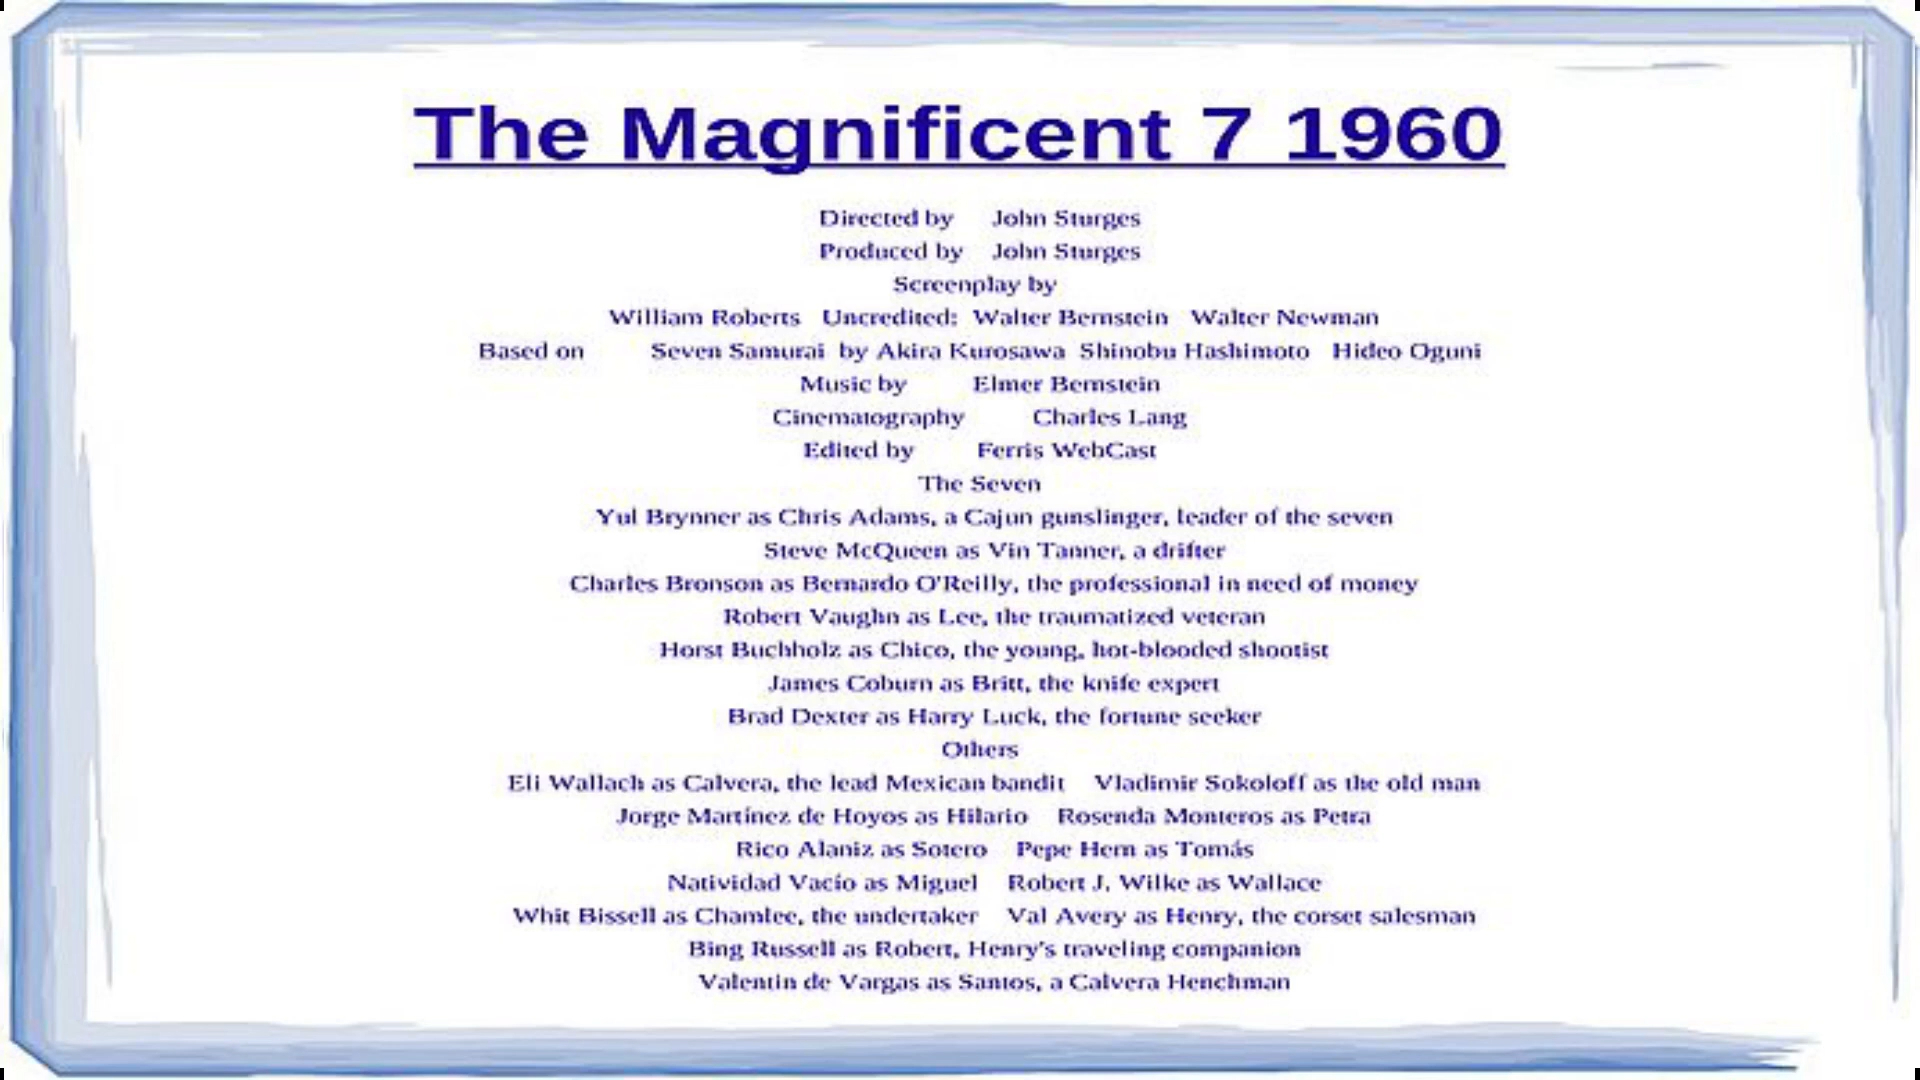 The Magnificent 7 1960
Directed by John Sturges
Produced by John Sturges
Screenplay by
William Roberts Uncredited: Walter Bernstein Walter Newman
Based on Seven Samurai by Akira Kurosawa Shinobu Hashimoto Hideo Oguni
Music by Elmer Bernstein
Cinematography Charles Lang
Edited by Ferris WebCast
The Seven
Yul Brynner as Chris Adams, a Cajun gunslinger, leader of the seven
Steve McQueen as Vin Tanner, a drifter
Charles Bronson as Bernardo O'Reilly, the professional in need of money
Robert Vaughn as Lee, the traumatized veteran
Horst Buchholz as Chico, the young, hot-blooded shootist
James Coburn as Britt, the knife expert
Brad Dexter as Harry Luck, the fortune seeker
Others
Eli Wallach as Calvera, the lead Mexican bandit Vladimir Sokoloff as the old man
Jorge Martínez de Hoyos as Hilario Rosenda Monteros as Petra
Rico Alaniz as Sotero Pepe Hern as Tomás
Natividad Vacío as Miguel Robert J. Wilke as Wallace
Whit Bissell as Chamlee, the undertaker Val Avery as Henry, the corset salesman
Bing Russell as Robert, Henry's traveling companion
Valentin de Vargas as Santos, a Calvera Henchman